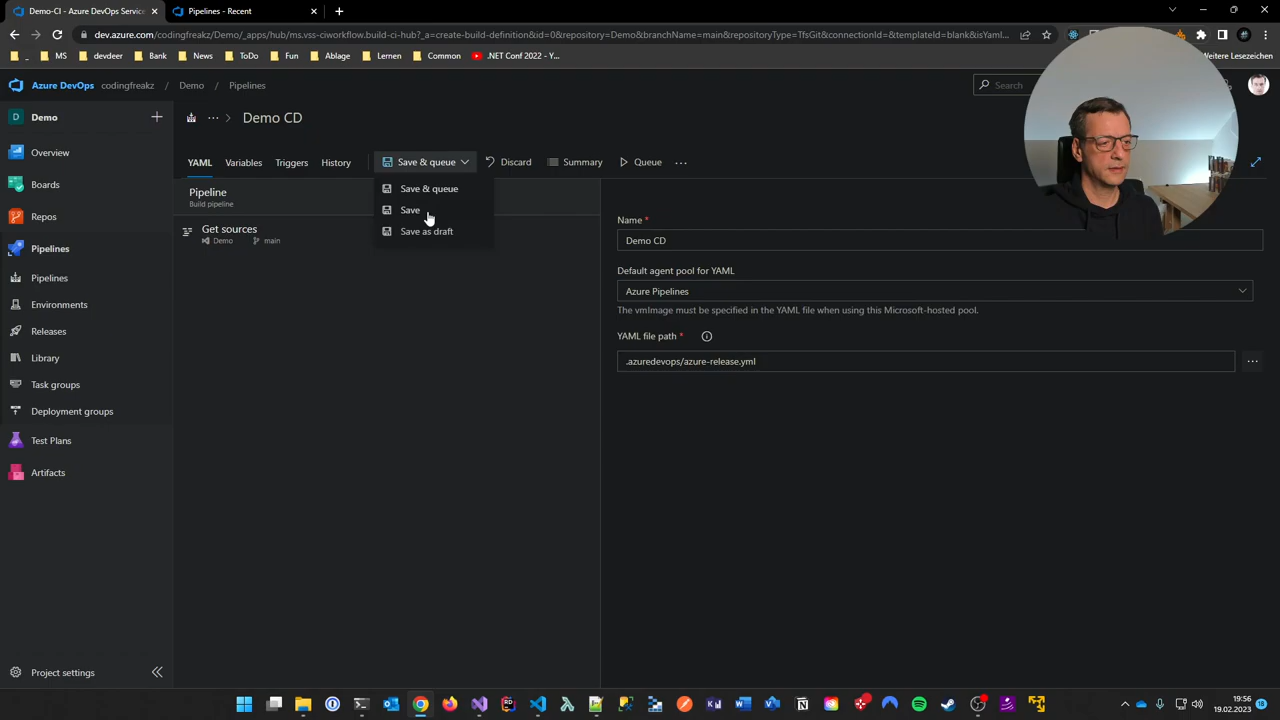 Demo-CI - Azure DevOps Servic
Pipelines - Recent
dev.azure.com/codingfreakz/Demo/_apps/hub/ms.vss-ciworkflow.build-ci-hub?_a=create-build-definition&id=0&repository=Demo&branchName=main&repositoryType=TfsGit&connectionId=&templateId=blank&isYaml...
MS
devdeer
Bank
News
ToDo
Fun
Ablage
Lernen
Common
.NET Conf 2022 - Y...
Weitere Lesezeichen
Azure DevOps codingfreakz / Demo / Pipelines
Search
D Demo
Demo CD
Overview
Boards
Repos
Pipelines
Pipelines
Environments
Releases
Library
Task groups
Deployment groups
Test Plans
Artifacts
Project settings
YAML Variables Triggers History Save & queue Discard Summary Queue ...
Save & queue
Save
Save as draft
Pipeline
Build pipeline
Get sources
Demo main
Name *
Demo CD
Default agent pool for YAML
Azure Pipelines
The vmImage must be specified in the YAML file when using this Microsoft-hosted pool.
YAML file path *
.azuredevops/azure-release.yml
19:56
19.02.2023